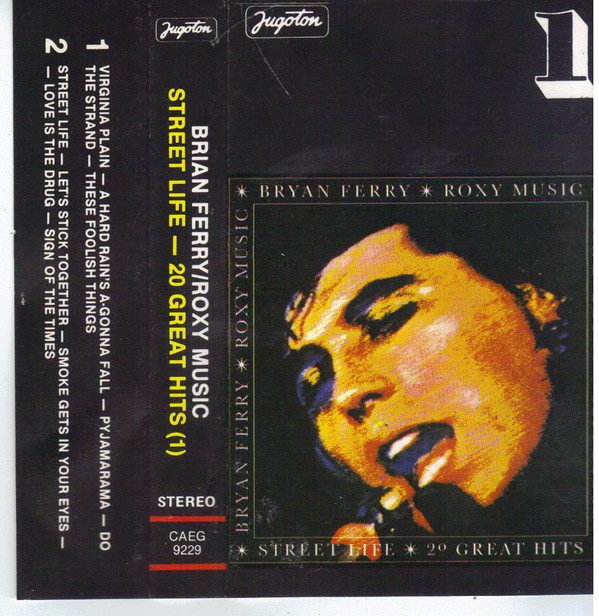 1
VIRGINIA PLAIN — A HARD RAIN'S A-GONNA FALL — PYJAMARAMA — DO
THE STRAND — THESE FOOLISH THINGS
2
STREET LIFE — LET'S STICK TOGETHER — SMOKE GETS IN YOUR EYES —
— LOVE IS THE DRUG — SIGN OF THE TIMES
Jugoton
BRIAN FERRY/ROXY MUSIC
STREET LIFE — 20 GREAT HITS (1)
STEREO
CAEG
9229
Jugoton
1
BRYAN FERRY * ROXY MUSIC
BRYAN FERRY * ROXY MUSIC
* STREET LIFE * 20 GREAT HITS